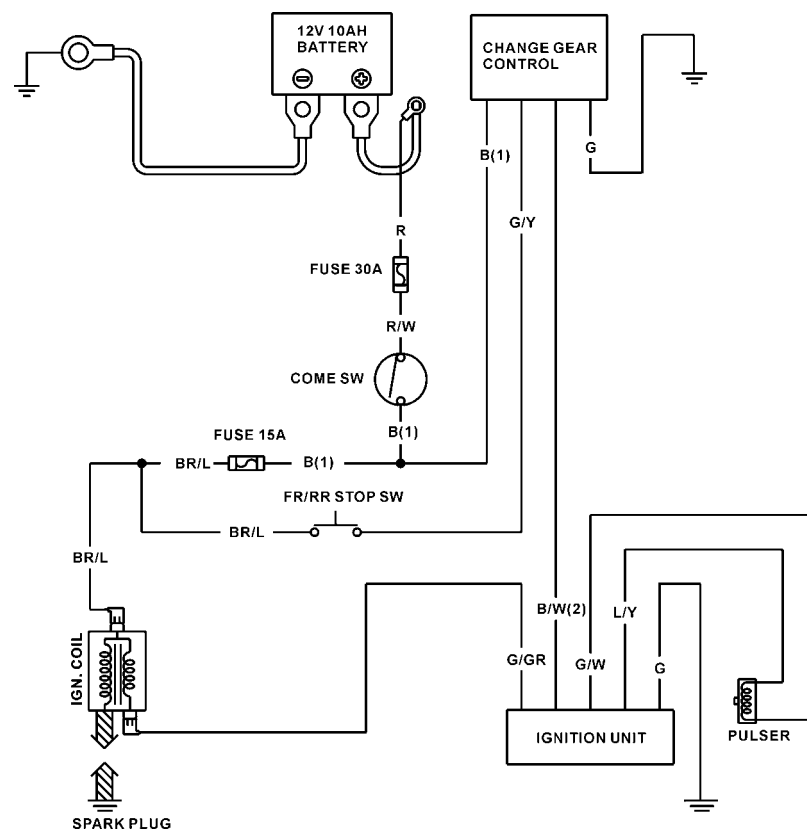 12V 10AH
BATTERY
CHANGE GEAR
CONTROL
B(1)
G
G/Y
R
FUSE 30A
R/W
COME SW
B(1)
FUSE 15A
BR/L
B(1)
FR/RR STOP SW
BR/L
BR/L
B/W(2)
L/Y
IGN. COIL
G/GR
G/W
G
IGNITION UNIT
PULSER
SPARK PLUG